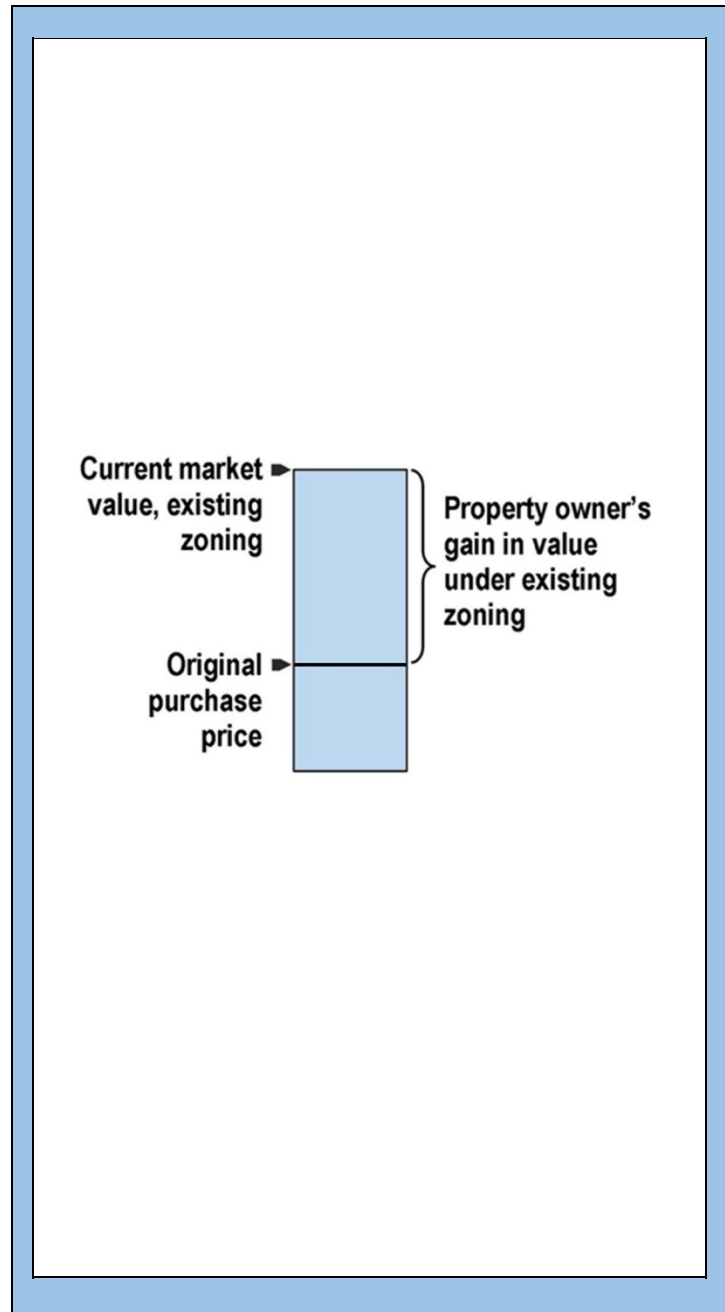 Current market
value, existing
zoning
Property owner’s
gain in value
under existing
zoning
Original
purchase
price